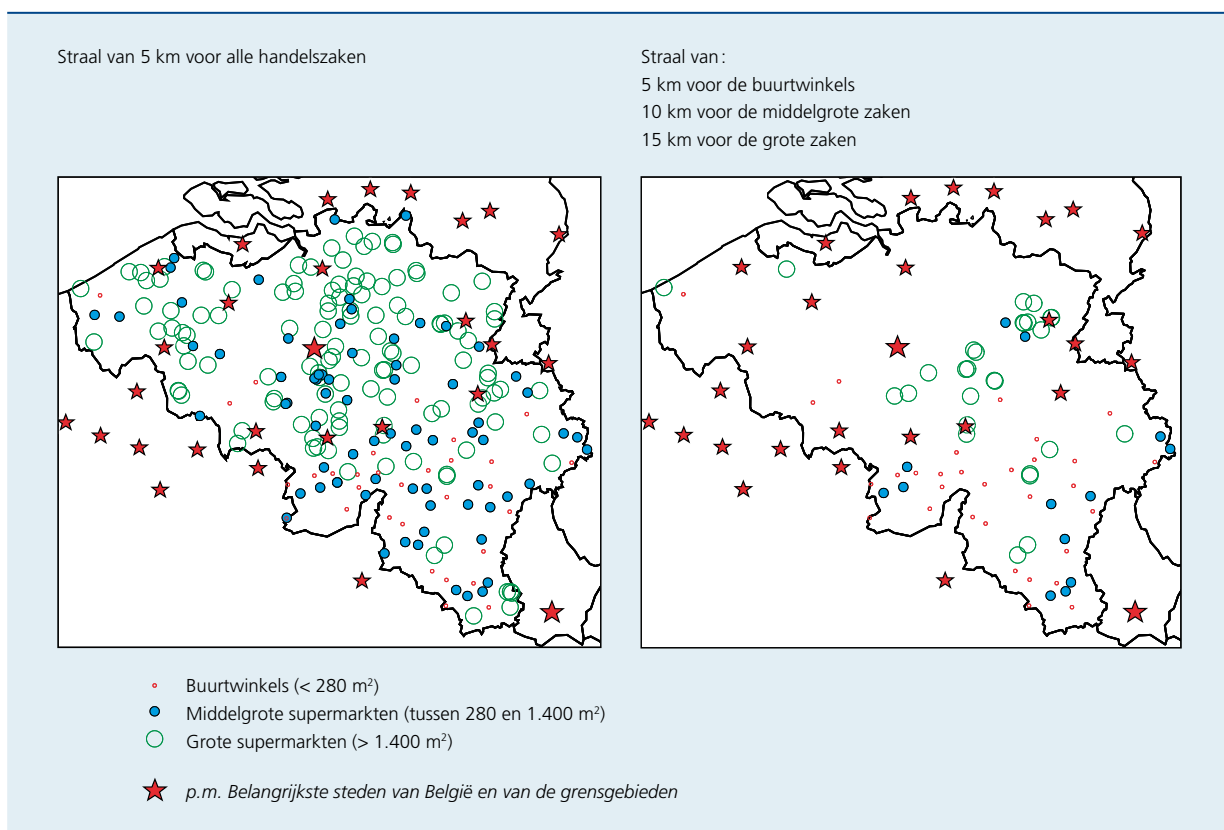 Straal van 5 km voor alle handelszaken
Straal van :
5 km voor de buurtwinkels
10 km voor de middelgrote zaken
15 km voor de grote zaken
Buurtwinkels (< 280 m²)
Middelgrote supermarkten (tussen 280 en 1.400 m²)
Grote supermarkten (> 1.400 m²)
p.m. Belangrijkste steden van België en van de grensgebieden